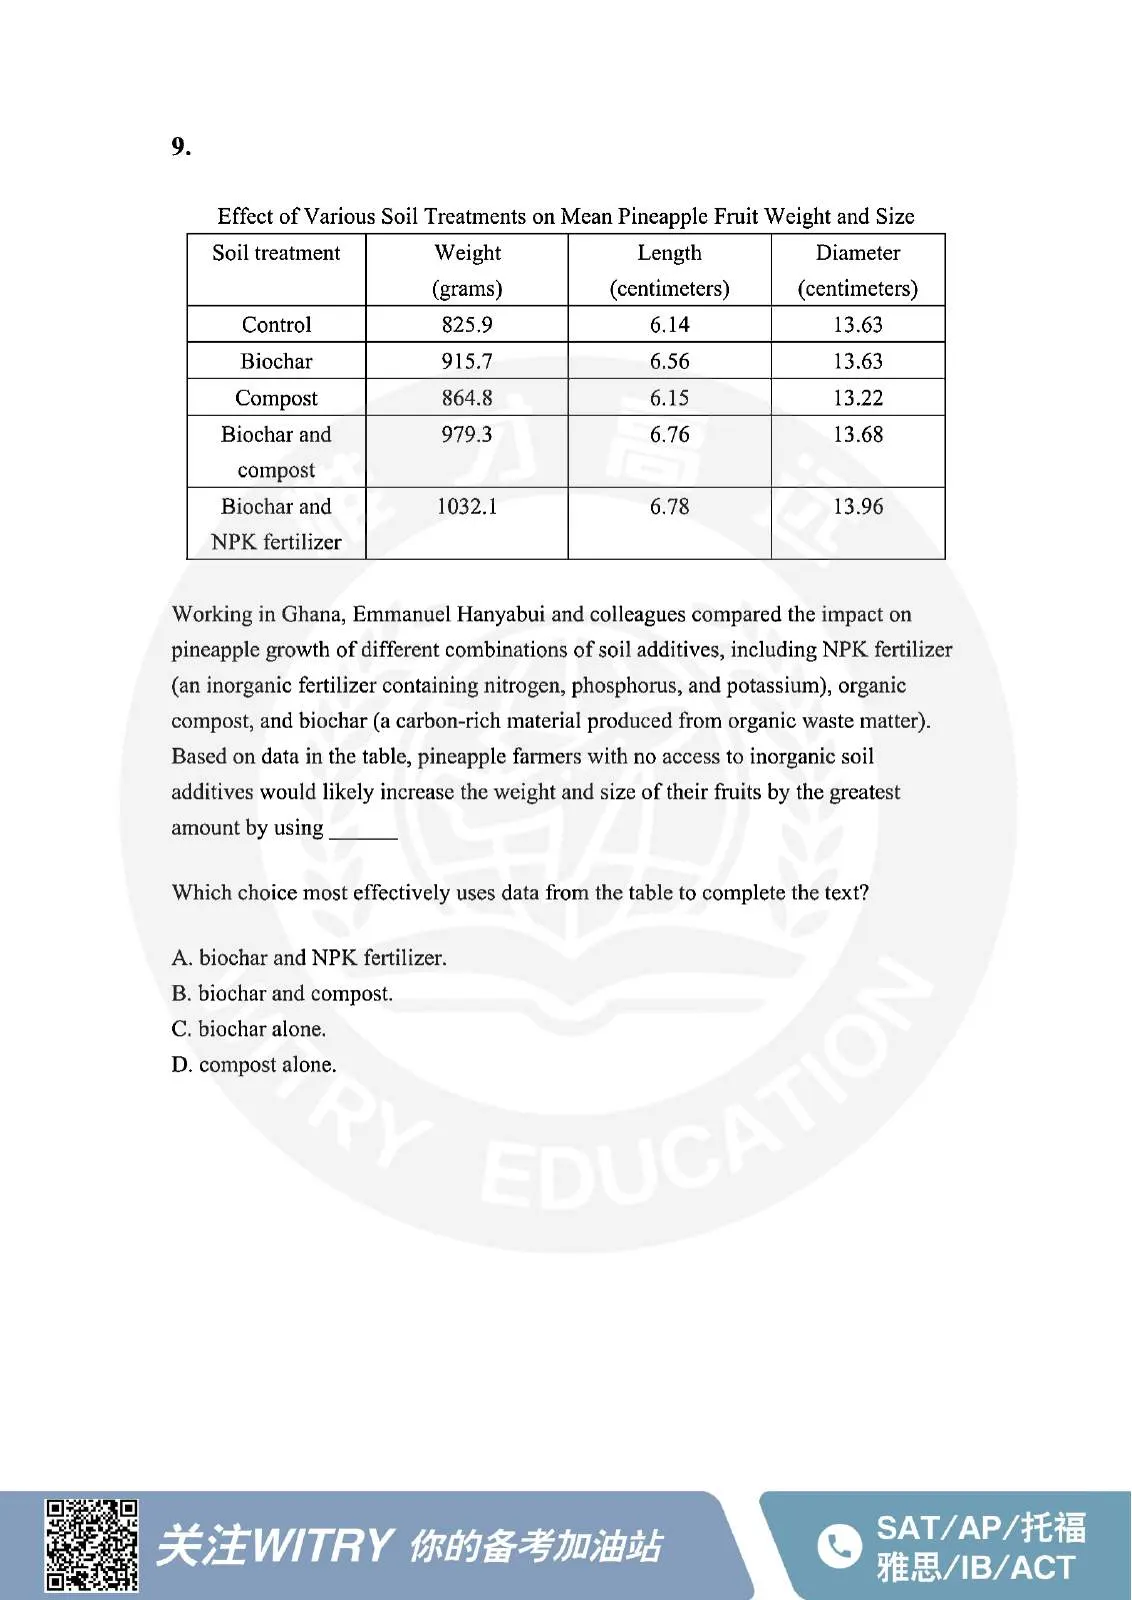 9.
Effect of Various Soil Treatments on Mean Pineapple Fruit Weight and Size
Soil treatment Weight (grams) Length (centimeters) Diameter (centimeters)
Control 825.9 6.14 13.63
Biochar 915.7 6.56 13.63
Compost 864.8 6.15 13.22
Biochar and compost 979.3 6.76 13.68
Biochar and NPK fertilizer 1032.1 6.78 13.96
Working in Ghana, Emmanuel Hanyabui and colleagues compared the impact on
pineapple growth of different combinations of soil additives, including NPK fertilizer
(an inorganic fertilizer containing nitrogen, phosphorus, and potassium), organic
compost, and biochar (a carbon-rich material produced from organic waste matter).
Based on data in the table, pineapple farmers with no access to inorganic soil
additives would likely increase the weight and size of their fruits by the greatest
amount by using ______
Which choice most effectively uses data from the table to complete the text?
A. biochar and NPK fertilizer.
B. biochar and compost.
C. biochar alone.
D. compost alone.
WITRY EDUCATION
关注WITRY 你的备考加油站
SAT/AP/托福
雅思/IB/ACT